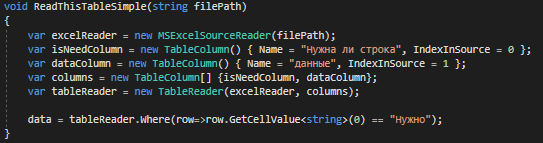 void ReadThisTableSimple(string filePath)
{
var excelReader = new MSExcelSourceReader(filePath);
var isNeedColumn = new TableColumn() { Name = "Нужна ли строка", IndexInSource = 0 };
var dataColumn = new TableColumn() { Name = "данные", IndexInSource = 1 };
var columns = new TableColumn[] {isNeedColumn, dataColumn};
var tableReader = new TableReader(excelReader, columns);
data = tableReader.Where(row=>row.GetCellValue<string>(0) == "Нужно");
}